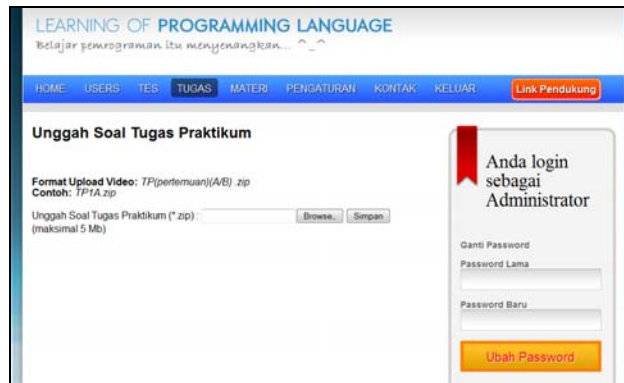 LEARNING OF PROGRAMMING LANGUAGE
Belajar pemrograman itu menyenangkan... ^_^
HOME USERS TES TUGAS MATERI PENGATURAN KONTAK KELUAR Link Pendukung
Unggah Soal Tugas Praktikum
Format Upload Video: TP(pertemuan)(A/B) .zip
Contoh: TP1A.zip
Unggah Soal Tugas Praktikum (*.zip) : Browse.. Simpan
(maksimal 5 Mb)
Anda login
sebagai
Administrator
Ganti Password
Password Lama
Password Baru
Ubah Password